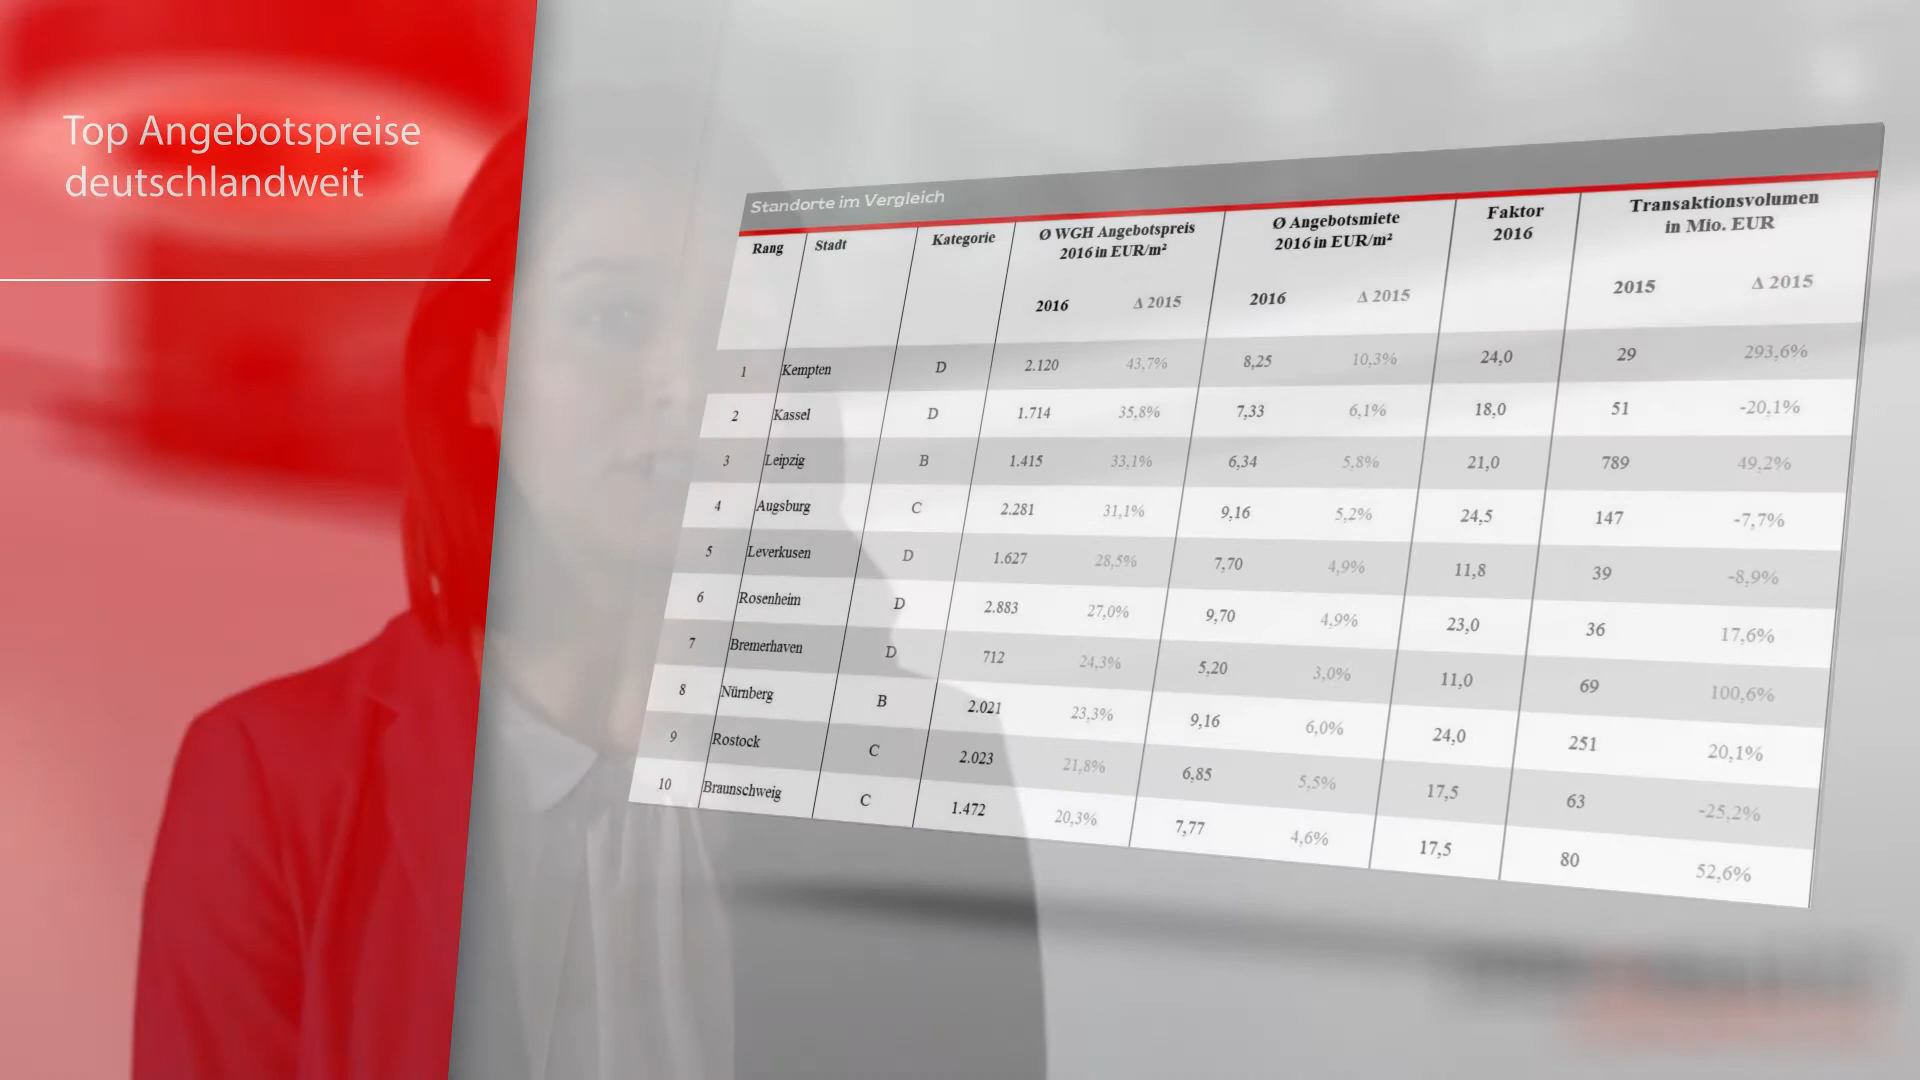 Top Angebotspreise
deutschlandweit
Standorte im Vergleich
Rang Stadt Kategorie Ø WGH Angebotspreis 2016 in EUR/m² Ø Angebotsmiete 2016 in EUR/m² Faktor 2016 Transaktionsvolumen in Mio. EUR
2016 Δ 2015 2016 Δ 2015 2015 Δ 2015
1 Kempten D 2.120 43,7% 8,25 10,3% 24,0 29 293,6%
2 Kassel D 1.714 35,8% 7,33 6,1% 18,0 51 -20,1%
3 Leipzig B 1.415 33,1% 6,34 5,8% 21,0 789 49,2%
4 Augsburg C 2.281 31,1% 9,16 5,2% 24,5 147 -7,7%
5 Leverkusen D 1.627 28,5% 7,70 4,9% 11,8 39 -8,9%
6 Rosenheim D 2.883 27,0% 9,70 4,9% 23,0 36 17,6%
7 Bremerhaven D 712 24,3% 5,20 3,0% 11,0 69 100,6%
8 Nürnberg B 2.021 23,3% 9,16 6,0% 24,0 251 20,1%
9 Rostock C 2.023 21,8% 6,85 5,5% 17,5 63 -25,2%
10 Braunschweig C 1.472 20,3% 7,77 4,6% 17,5 80 52,6%